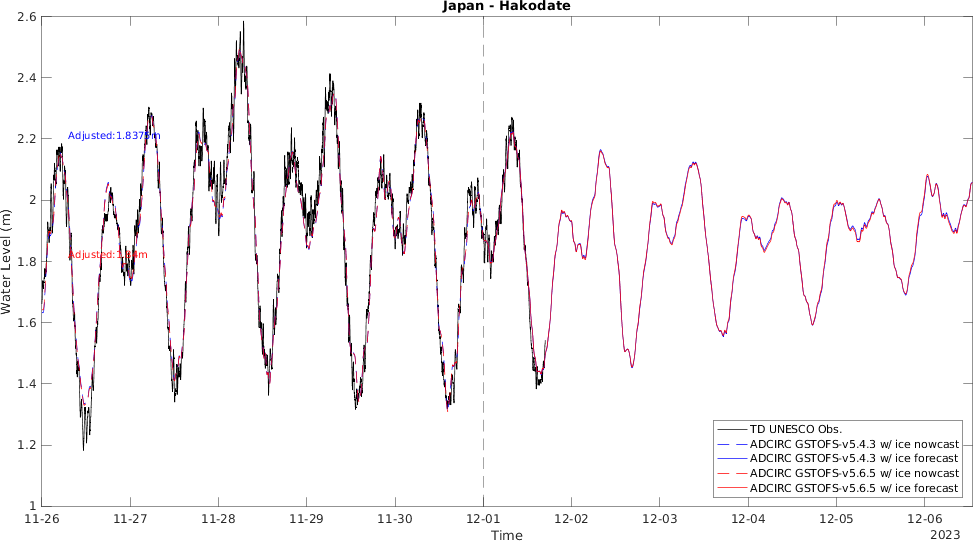 Japan - Hakodate
2.6
2.4
2.2
2
1.8
1.6
1.4
1.2
1
Water Level (m)
Adjusted:1.8375m
TD UNESCO Obs.
ADCIRC GSTOFS-v5.4.3 w/ ice nowcast
ADCIRC GSTOFS-v5.4.3 w/ ice forecast
ADCIRC GSTOFS-v5.6.5 w/ ice nowcast
ADCIRC GSTOFS-v5.6.5 w/ ice forecast
11-26 11-27 11-28 11-29 11-30 12-01 12-02 12-03 12-04 12-05 12-06
Time
2023